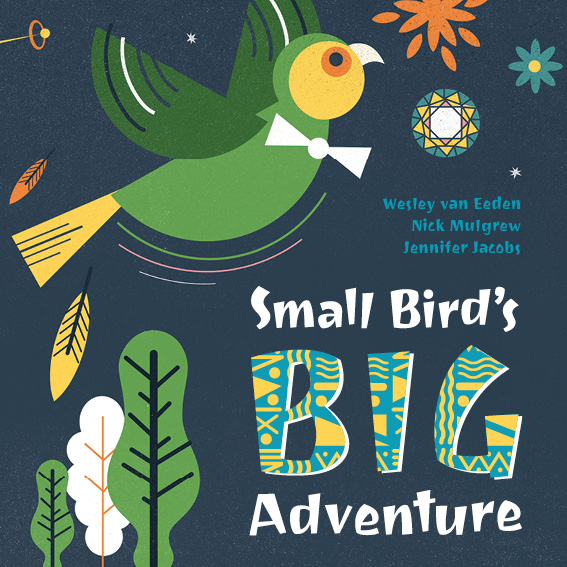 Wesley van Eeden
Nick Mulgrew
Jennifer Jacobs
Small Bird's
BIG
Adventure